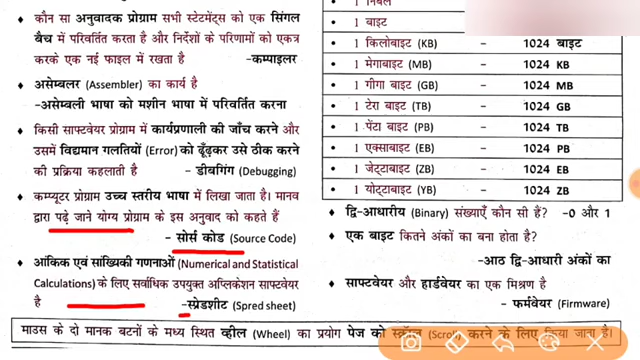 ♦ कौन सा अनुवादक प्रोग्राम सभी स्टेटमेंट्स को एक सिंगल
बैच में परिवर्तित करता है और निर्देशों के परिणामों को एकत्र
करके एक नई फाइल में रखता है -कम्पाइलर
♦ असेम्बलर (Assembler) का कार्य है
-असेम्बली भाषा को मशीन भाषा में परिवर्तित करना
♦ किसी साफ्टवेयर प्रोग्राम में कार्यप्रणाली की जाँच करने और
उसमें विद्यमान गलतियों (Error) को ढूँढ़कर उसे ठीक करने
की प्रक्रिया कहलाती है - डीबगिंग (Debugging)
♦ कम्प्यूटर प्रोग्राम उच्च स्तरीय भाषा में लिखा जाता है। मानव
द्वारा पढ़े जाने योग्य प्रोग्राम के इस अनुवाद को कहते हैं
- सोर्स कोड (Source Code)
♦ आंकिक एवं सांख्यिकी गणनाओं (Numerical and Statistical
Calculations) के लिए सर्वाधिक उपयुक्त अप्लिकेशन साफ्टवेयर
है -स्प्रेडशीट (Spred sheet)
• 1 निबल
• 1 बाइट
• 1 किलोबाइट (KB) – 1024 बाइट
• 1 मेगाबाइट (MB) – 1024 KB
• 1 गीगा बाइट (GB) – 1024 MB
• 1 टेरा बाइट (TB) – 1024 GB
• 1 पेंटा बाइट (PB) – 1024 TB
• 1 एक्साबाइट (EB) – 1024 PB
• 1 जेट्टाबाइट (ZB) – 1024 EB
• 1 योट्टाबाइट (YB) – 1024 ZB
♦ द्वि-आधारीय (Binary) संख्याएँ कौन सी हैं? -0 और 1
♦ एक बाइट कितने अंकों का बना होता है?
-आठ द्वि-आधारी अंकों का
♦ साफ्टवेयर और हार्डवेयर का एक मिश्रण है
- फर्मवेयर (Firmware)
माउस के दो मानक बटनों के मध्य स्थित व्हील (Wheel) का प्रयोग पेज को स्क्रॉल (Scroll) करने के लिए किया जाता है।